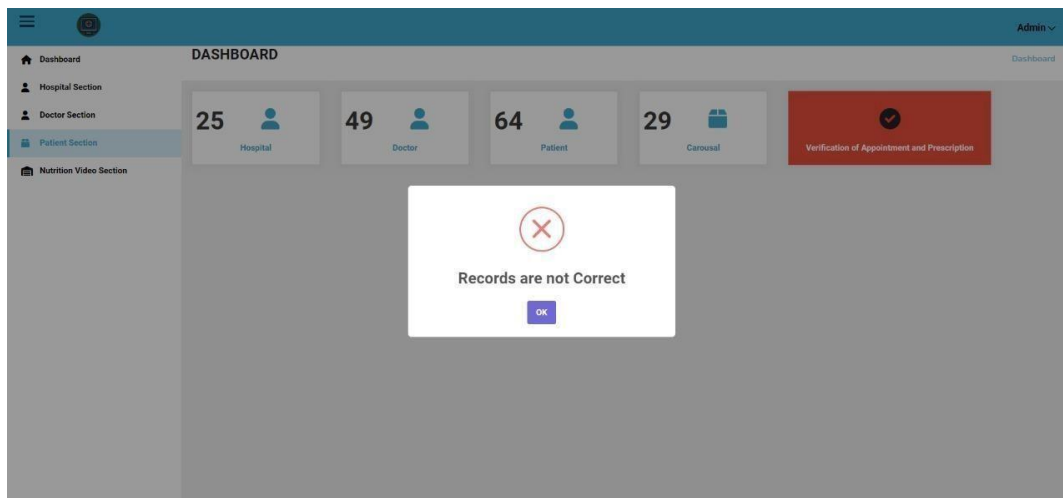 Admin
Dashboard
DASHBOARD
Dashboard
Hospital Section
Doctor Section
Patient Section
Nutrition Video Section
25
Hospital
49
Doctor
64
Patient
29
Carousal
Verification of Appointment and Prescription
Records are not Correct
OK